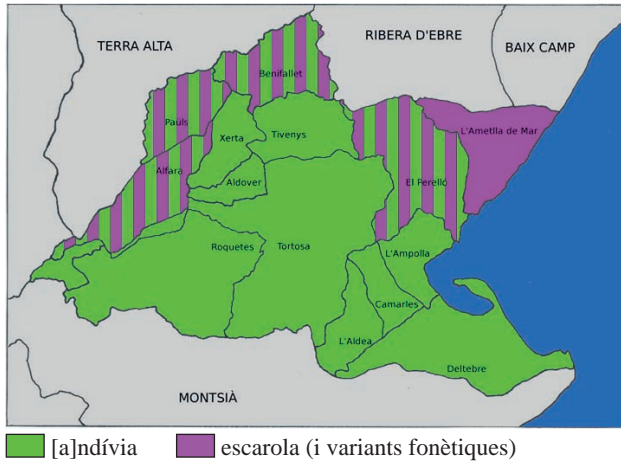 TERRA ALTA
RIBERA D'EBRE
BAIX CAMP
Benifallet
Paüls
L'Ametlla de Mar
Xerta
Tivenys
Alfara
Aldover
El Perelló
Roquetes
Tortosa
L'Ampolla
Camarles
L'Aldea
Deltebre
MONTSIÀ
[a]ndívia
escarola (i variants fonètiques)